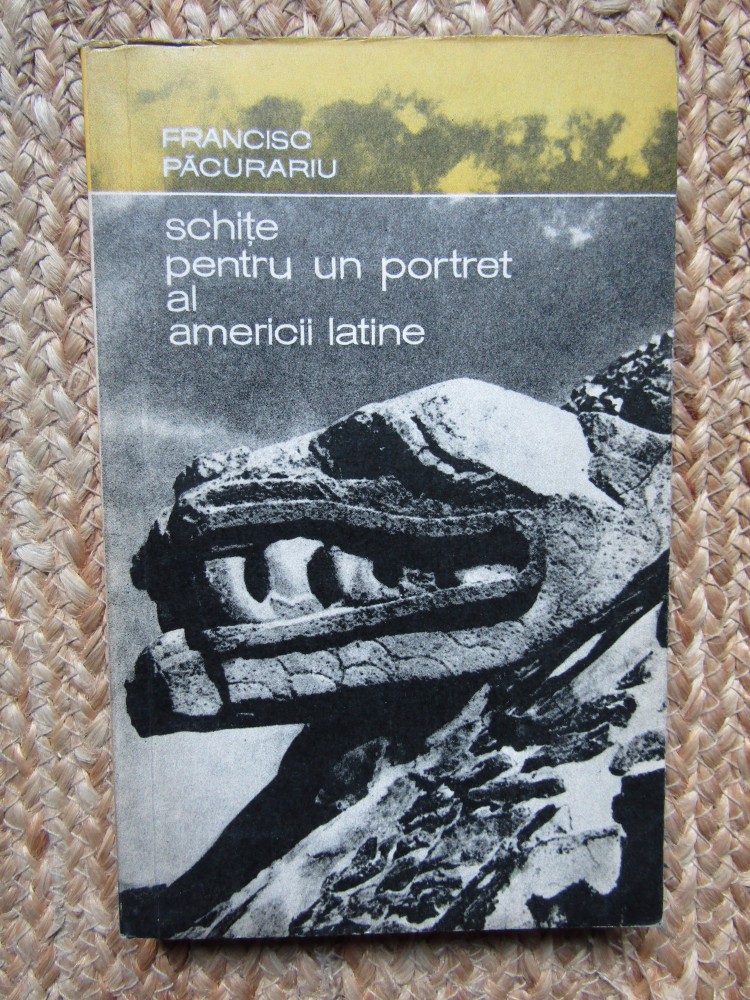 FRANCISC
PĂCURARIU
schițe
pentru un portret
al
americii latine